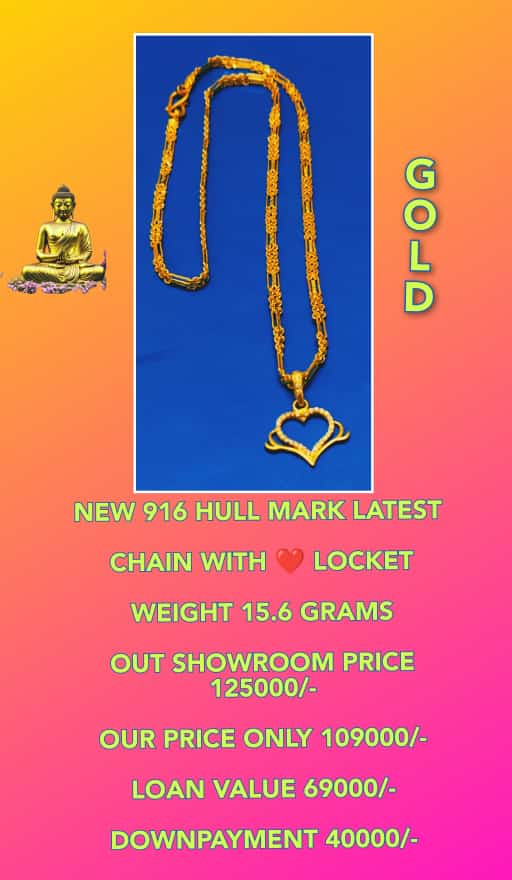 GOLD
NEW 916 HULL MARK LATEST
CHAIN WITH ❤️ LOCKET
WEIGHT 15.6 GRAMS
OUT SHOWROOM PRICE
125000/-
OUR PRICE ONLY 109000/-
LOAN VALUE 69000/-
DOWNPAYMENT 40000/-